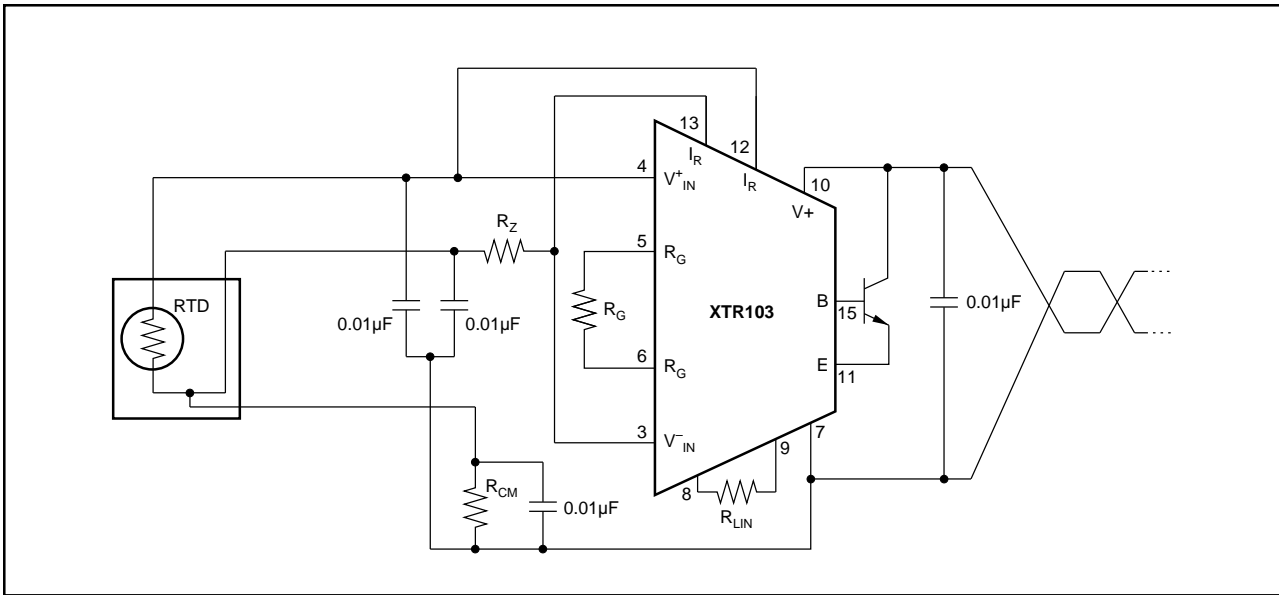 13
12
I_R
4
I_R
V⁺_IN
10
V+
R_Z
5
R_G
RTD
B
XTR103
15
0.01µF
0.01µF
0.01µF
R_G
6
R_G
E
11
3
V⁻_IN
7
9
R_CM
0.01µF
8
R_LIN